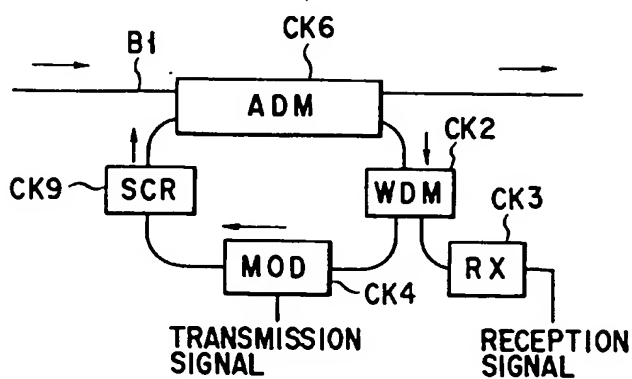 CK6
B1
ADM
CK2
CK9
SCR
WDM
CK3
MOD
RX
CK4
TRANSMISSION
SIGNAL
RECEPTION
SIGNAL